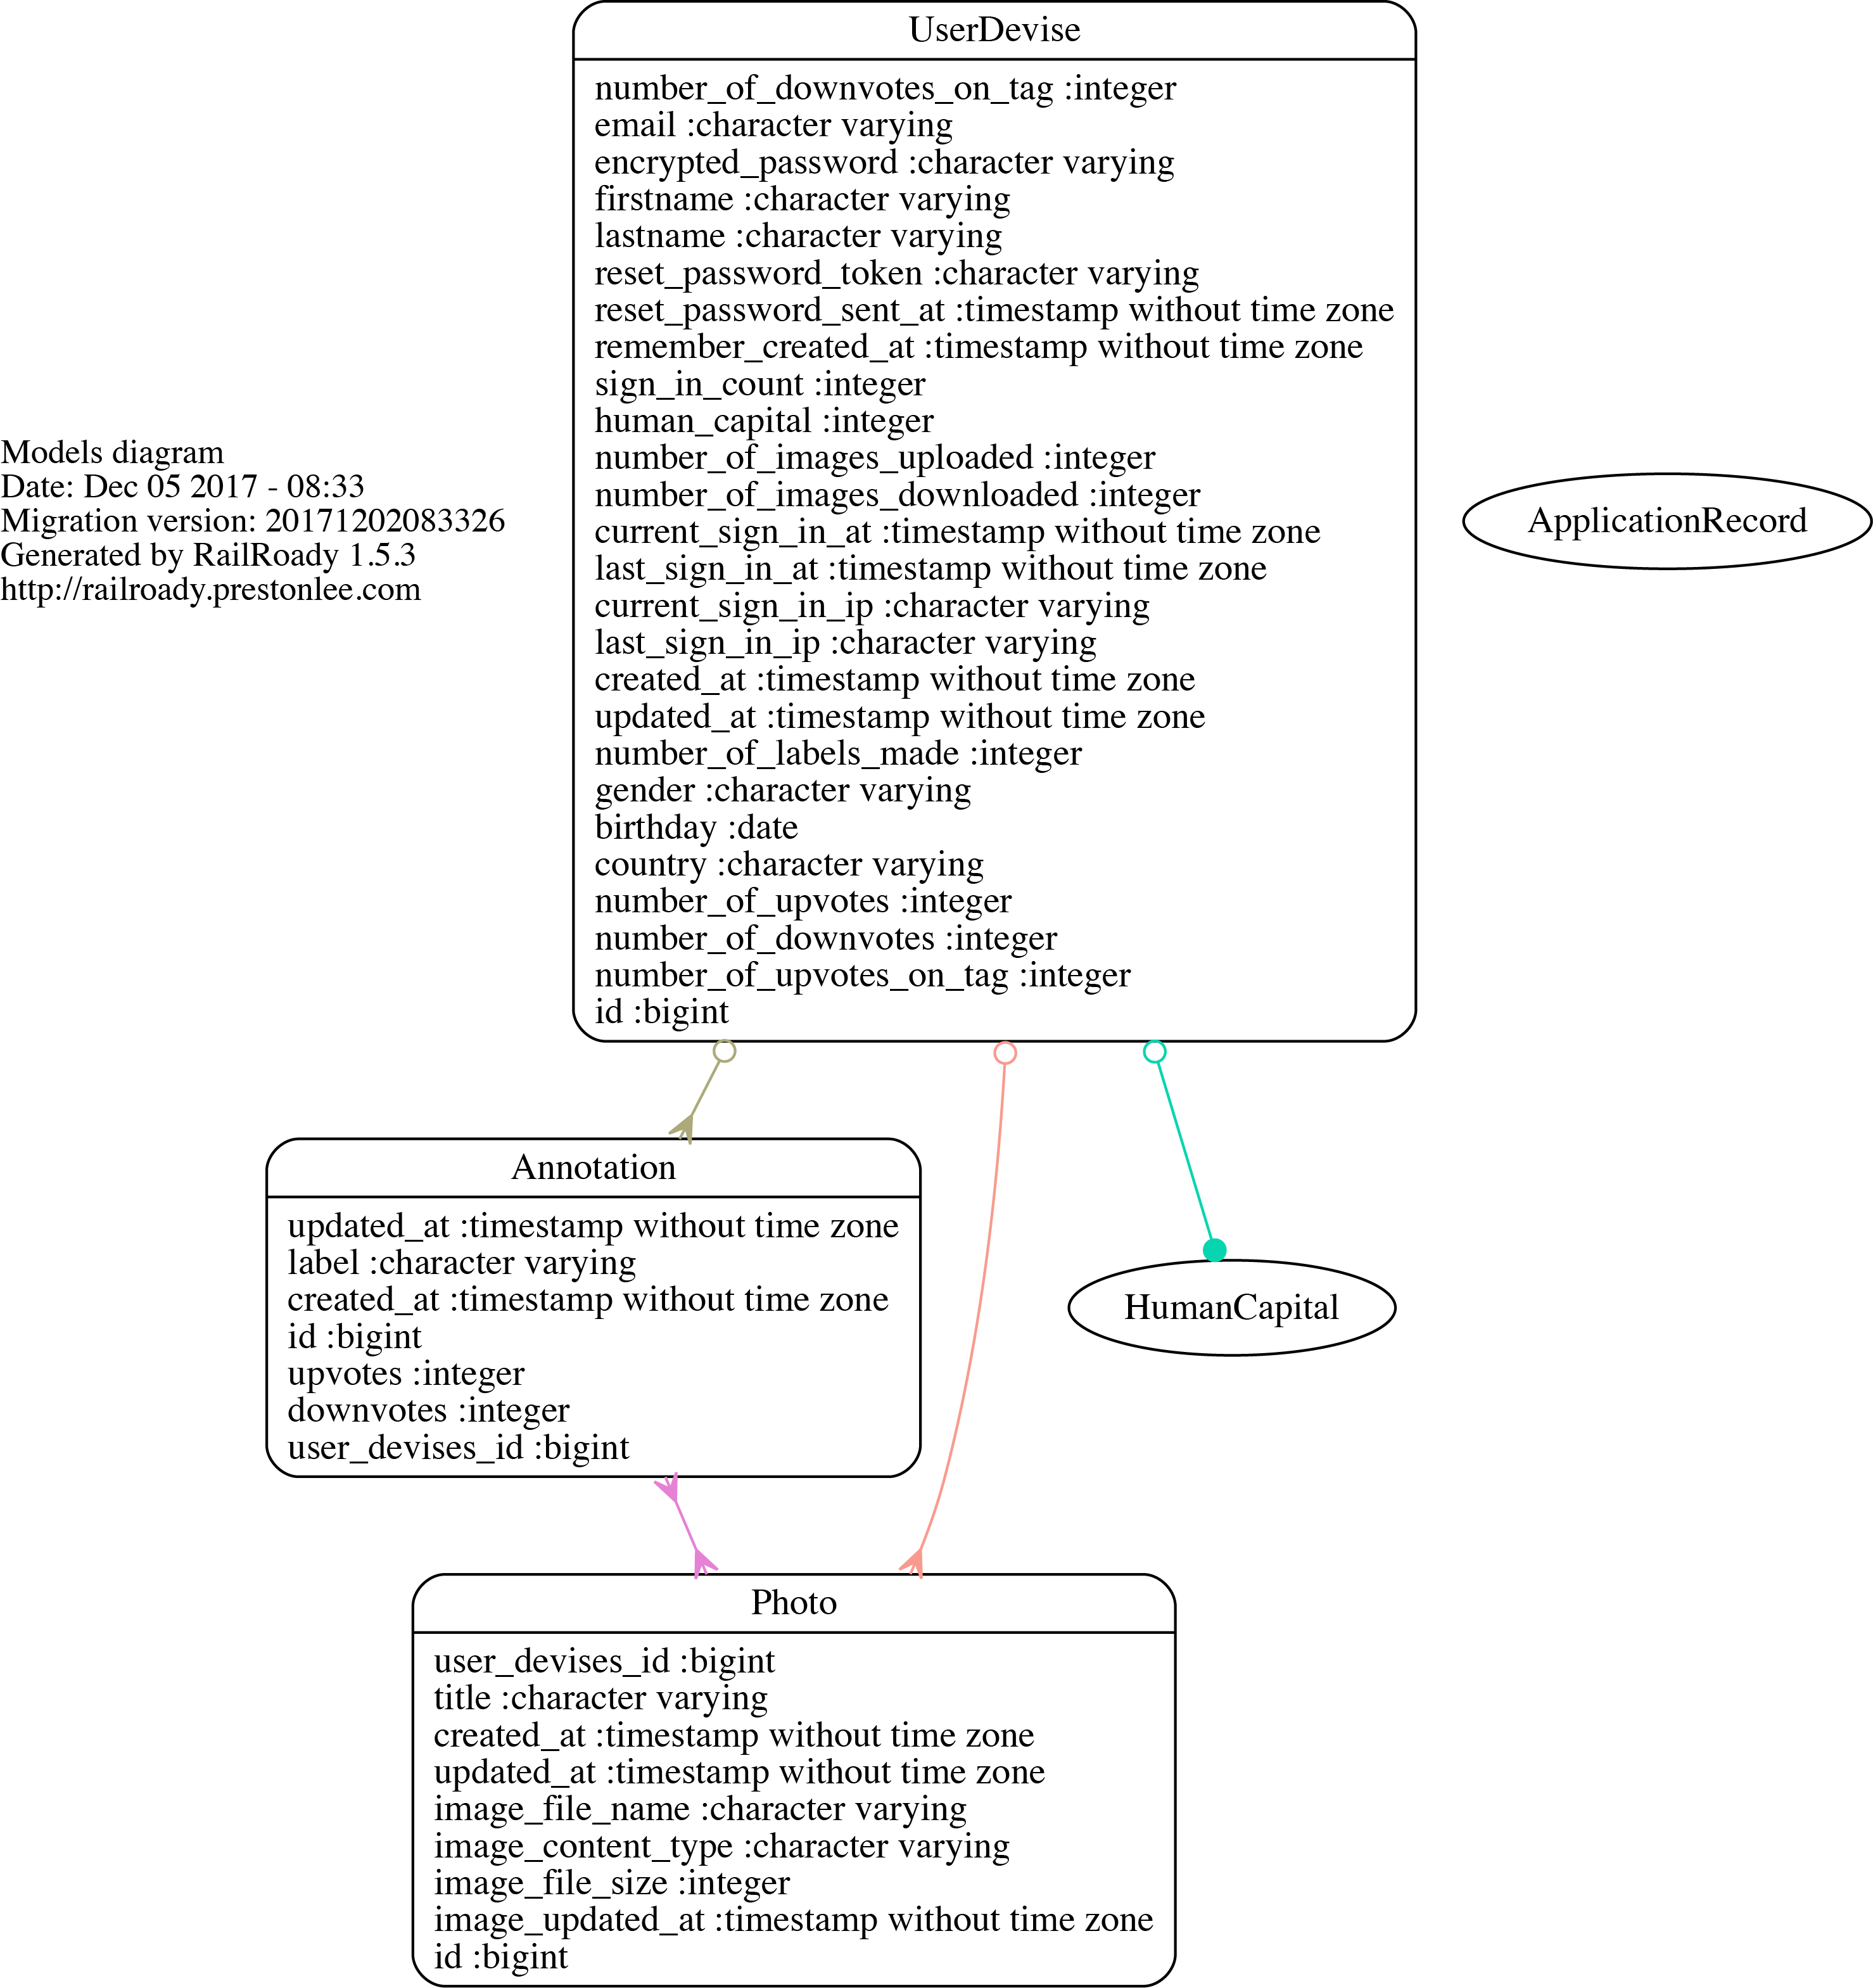 UserDevise
number_of_downvotes_on_tag :integer
email :character varying
encrypted_password :character varying
firstname :character varying
lastname :character varying
reset_password_token :character varying
reset_password_sent_at :timestamp without time zone
remember_created_at :timestamp without time zone
sign_in_count :integer
human_capital :integer
number_of_images_uploaded :integer
number_of_images_downloaded :integer
current_sign_in_at :timestamp without time zone
last_sign_in_at :timestamp without time zone
current_sign_in_ip :character varying
last_sign_in_ip :character varying
created_at :timestamp without time zone
updated_at :timestamp without time zone
number_of_labels_made :integer
gender :character varying
birthday :date
country :character varying
number_of_upvotes :integer
number_of_downvotes :integer
number_of_upvotes_on_tag :integer
id :bigint
Models diagram
Date: Dec 05 2017 - 08:33
Migration version: 20171202083326
Generated by RailRoady 1.5.3
http://railroady.prestonlee.com
ApplicationRecord
Annotation
updated_at :timestamp without time zone
label :character varying
created_at :timestamp without time zone
id :bigint
upvotes :integer
downvotes :integer
user_devises_id :bigint
HumanCapital
Photo
user_devises_id :bigint
title :character varying
created_at :timestamp without time zone
updated_at :timestamp without time zone
image_file_name :character varying
image_content_type :character varying
image_file_size :integer
image_updated_at :timestamp without time zone
id :bigint